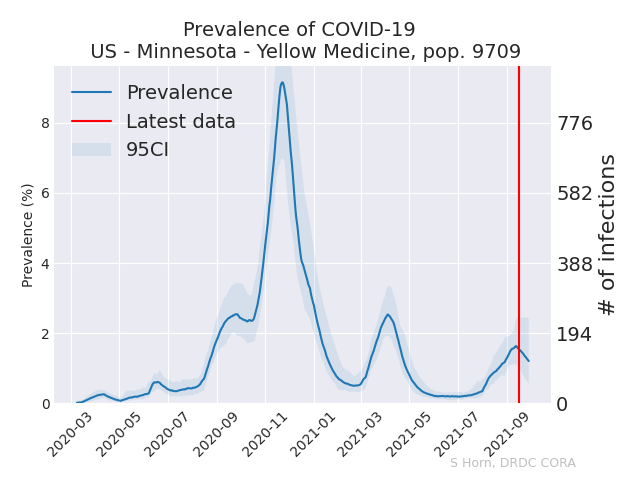 Prevalence of COVID-19
US - Minnesota - Yellow Medicine, pop. 9709
Prevalence
Latest data
95CI
Prevalence (%)
8
6
4
2
0
776
582
388
194
0
# of infections
2020-03
2020-05
2020-07
2020-09
2020-11
2021-01
2021-03
2021-05
2021-07
2021-09
S Horn, DRDC CORA